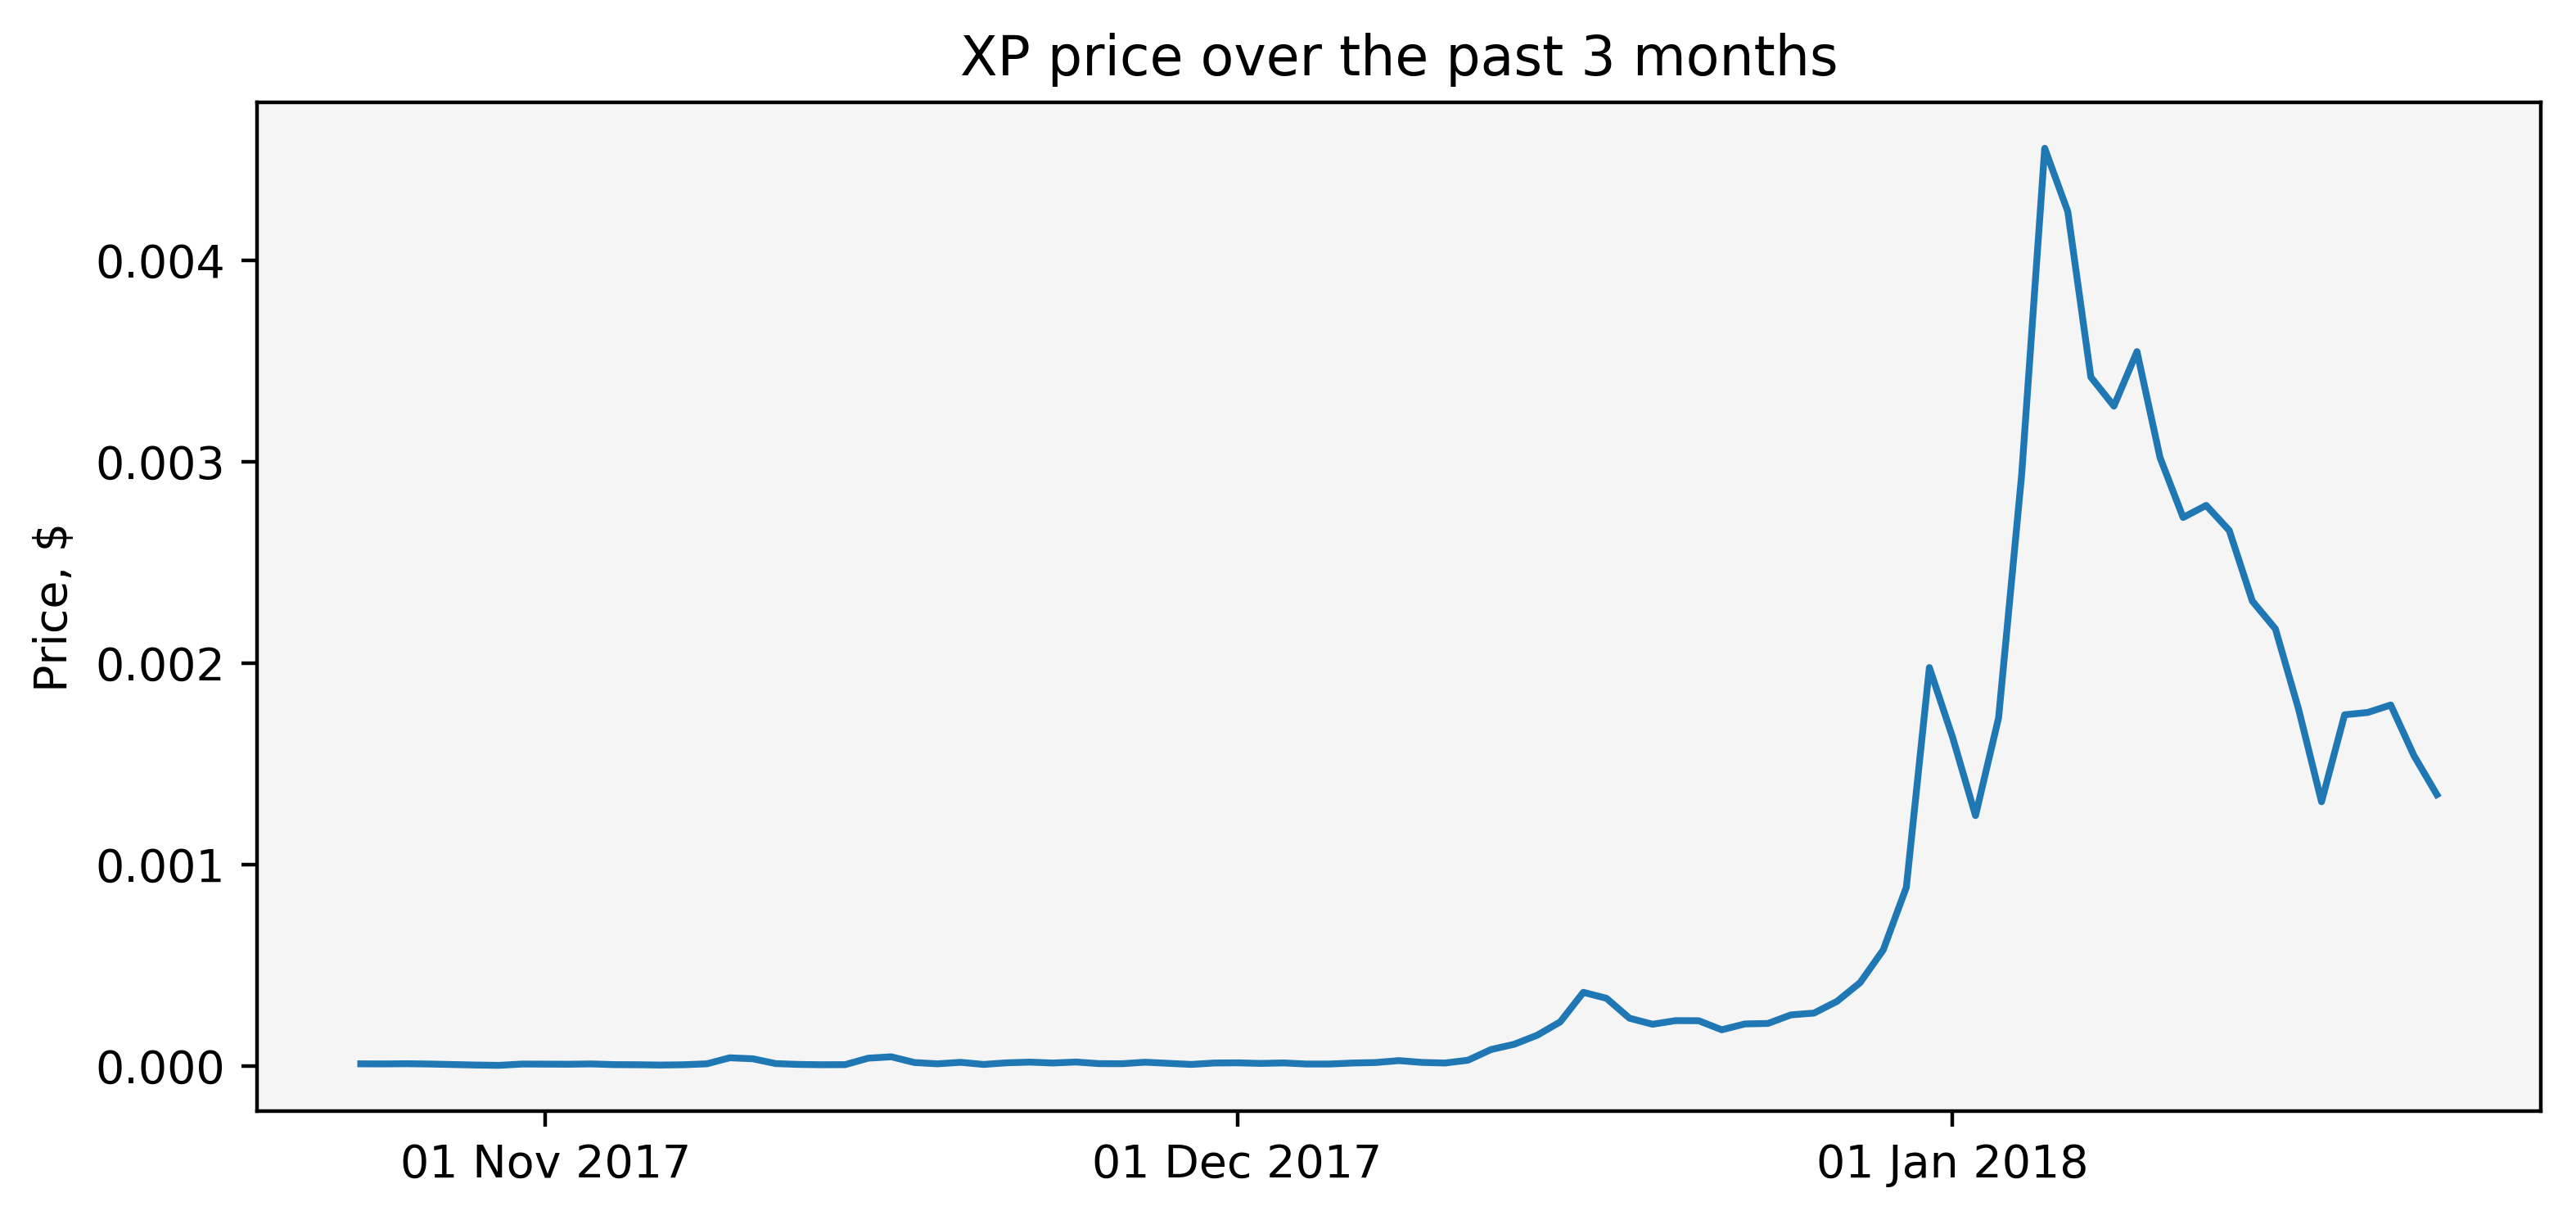 XP price over the past 3 months
Price, $
0.004
0.003
0.002
0.001
0.000
01 Nov 2017
01 Dec 2017
01 Jan 2018